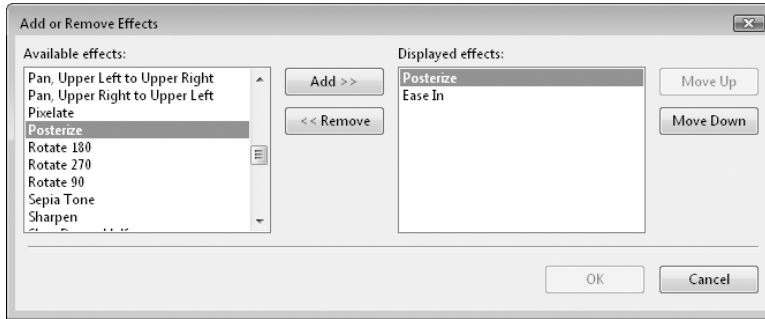 Add or Remove Effects
Available effects:
Pan, Upper Left to Upper Right
Pan, Upper Right to Upper Left
Pixelate
Posterize
Rotate 180
Rotate 270
Rotate 90
Sepia Tone
Sharpen
Add >>
<< Remove
Displayed effects:
Posterize
Ease In
Move Up
Move Down
OK
Cancel